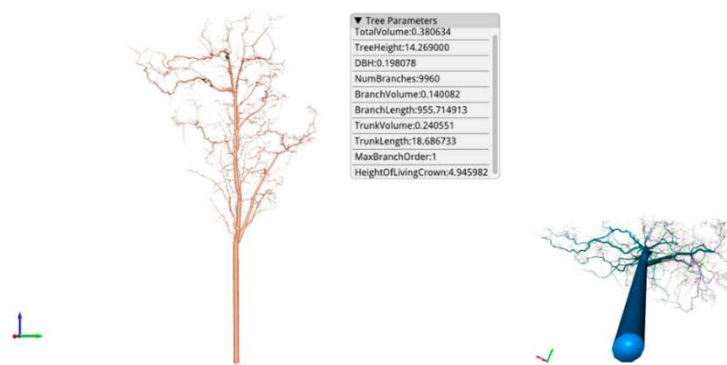 ▼ Tree Parameters
TotalVolume:0.380634
TreeHeight:14.269000
DBH:0.198078
NumBranches:9960
BranchVolume:0.140082
BranchLength:955.714913
TrunkVolume:0.240551
TrunkLength:18.686733
MaxBranchOrder:1
HeightOfLivingCrown:4.945982